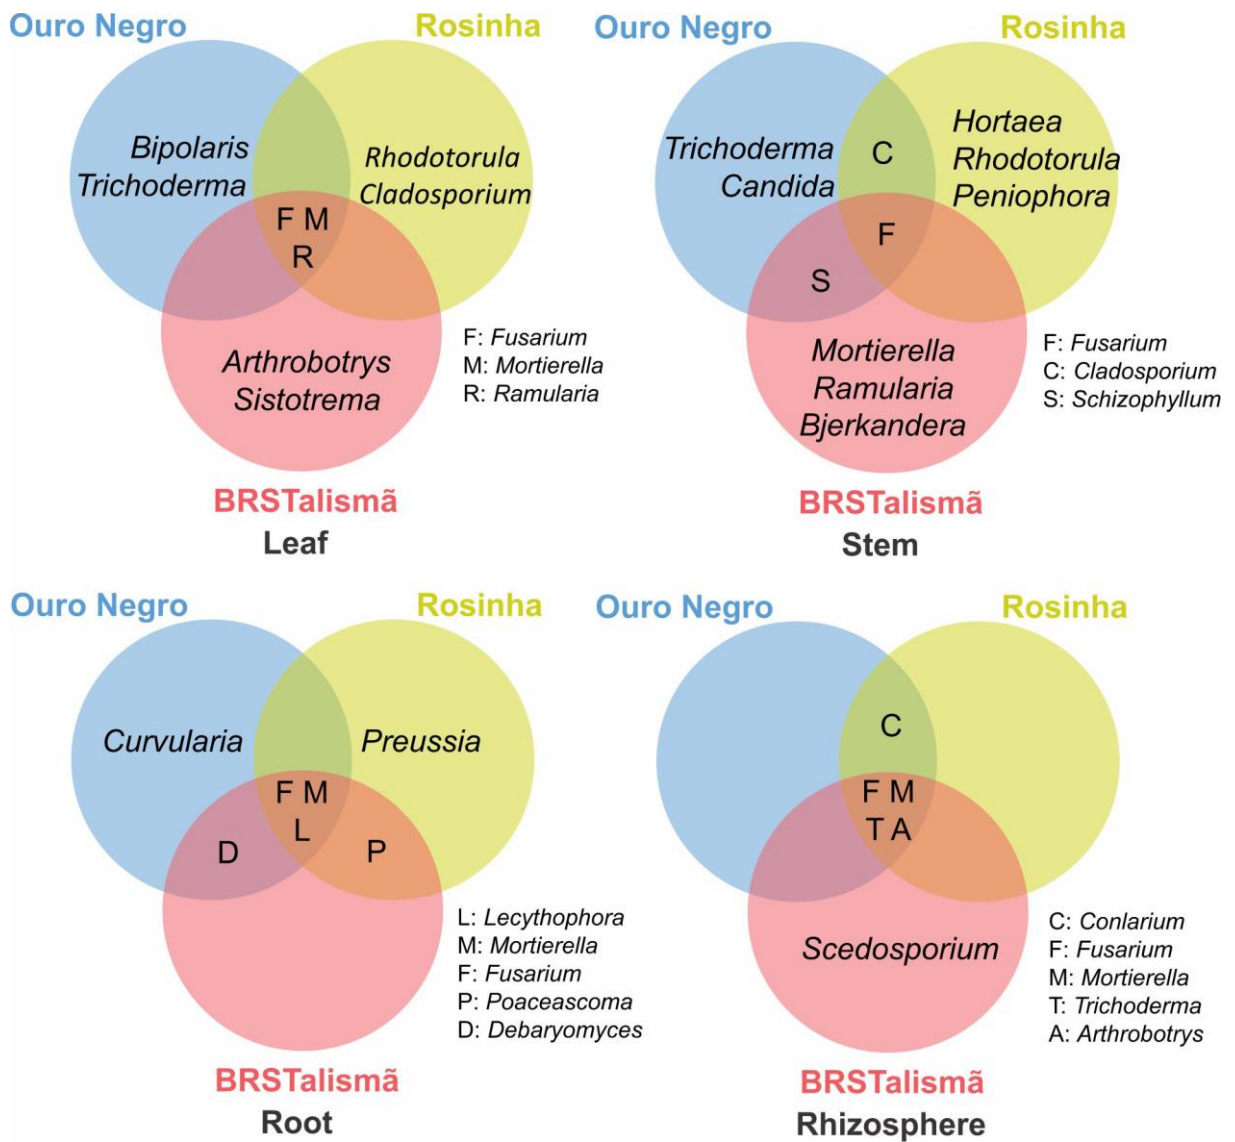 Ouro Negro
Rosinha
Bipolaris
Trichoderma
Rhodotorula
Cladosporium
F M
R
Arthrobotrys
Sistotrema
F: Fusarium
M: Mortierella
R: Ramularia
BRSTalismã
Leaf
Ouro Negro
Rosinha
Trichoderma
Candida
C
Hortaea
Rhodotorula
Peniophora
F
S
Mortierella
Ramularia
Bjerkandera
F: Fusarium
C: Cladosporium
S: Schizophyllum
BRSTalismã
Stem
Ouro Negro
Rosinha
Curvularia
Preussia
F M
L
D
P
L: Lecythophora
M: Mortierella
F: Fusarium
P: Poaceascoma
D: Debaryomyces
BRSTalismã
Root
Ouro Negro
Rosinha
C
F M
T A
Scedosporium
C: Conlarium
F: Fusarium
M: Mortierella
T: Trichoderma
A: Arthrobotrys
BRSTalismã
Rhizosphere